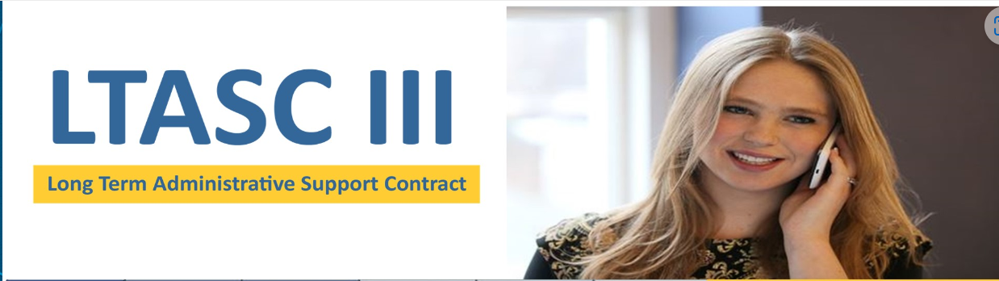 LTASC III
Long Term Administrative Support Contract